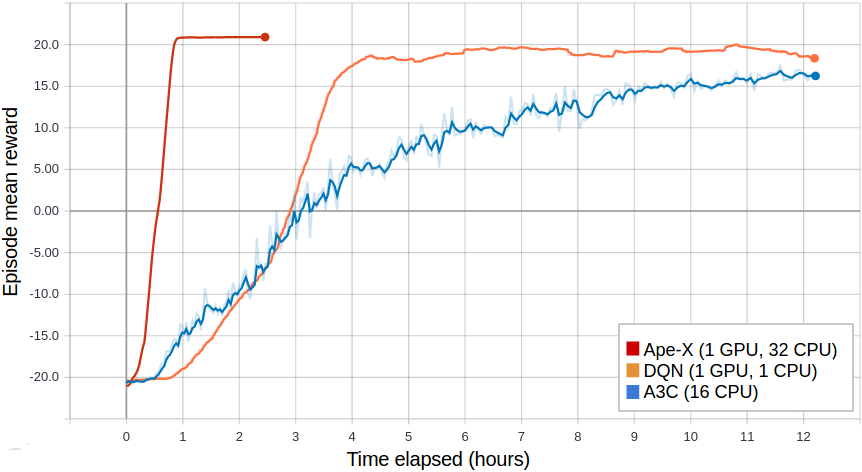 Episode mean reward
20.0
15.0
10.0
5.00
0.00
-5.00
-10.0
-15.0
-20.0
Ape-X (1 GPU, 32 CPU)
DQN (1 GPU, 1 CPU)
A3C (16 CPU)
0 1 2 3 4 5 6 7 8 9 10 11 12
Time elapsed (hours)